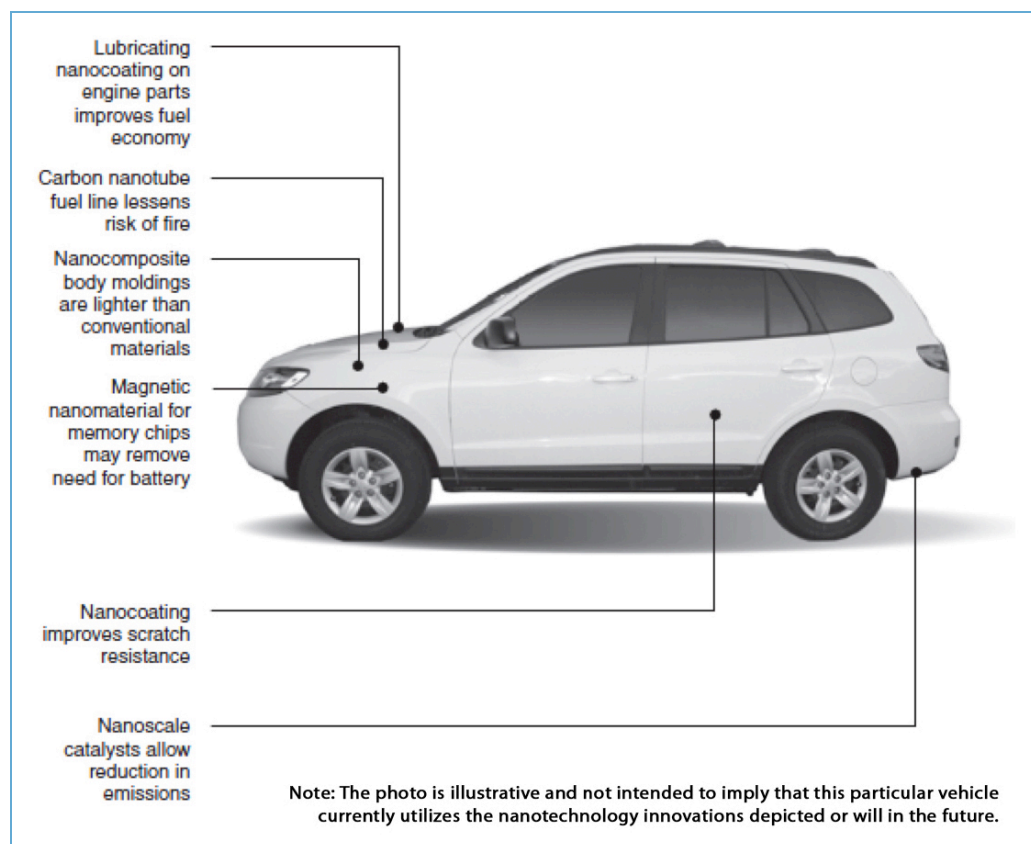 Lubricating
nanocoating on
engine parts
improves fuel
economy
Carbon nanotube
fuel line lessens
risk of fire
Nanocomposite
body moldings
are lighter than
conventional
materials
Magnetic
nanomaterial for
memory chips
may remove
need for battery
Nanocoating
improves scratch
resistance
Nanoscale
catalysts allow
reduction in
emissions
Note: The photo is illustrative and not intended to imply that this particular vehicle
currently utilizes the nanotechnology innovations depicted or will in the future.